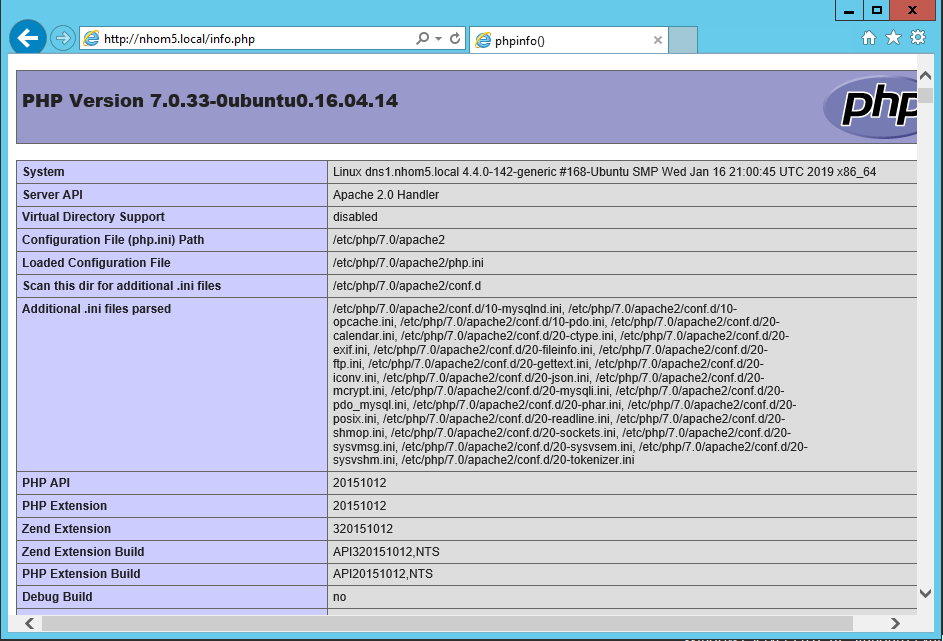 http://nhom5.local/info.php
phpinfo()
PHP Version 7.0.33-0ubuntu0.16.04.14
php
System Linux dns1.nhom5.local 4.4.0-142-generic #168-Ubuntu SMP Wed Jan 16 21:00:45 UTC 2019 x86_64
Server API Apache 2.0 Handler
Virtual Directory Support disabled
Configuration File (php.ini) Path /etc/php/7.0/apache2
Loaded Configuration File /etc/php/7.0/apache2/php.ini
Scan this dir for additional .ini files /etc/php/7.0/apache2/conf.d
Additional .ini files parsed /etc/php/7.0/apache2/conf.d/10-mysqlnd.ini, /etc/php/7.0/apache2/conf.d/10-
opcache.ini, /etc/php/7.0/apache2/conf.d/10-pdo.ini, /etc/php/7.0/apache2/conf.d/20-
calendar.ini, /etc/php/7.0/apache2/conf.d/20-ctype.ini, /etc/php/7.0/apache2/conf.d/20-
exif.ini, /etc/php/7.0/apache2/conf.d/20-fileinfo.ini, /etc/php/7.0/apache2/conf.d/20-
ftp.ini, /etc/php/7.0/apache2/conf.d/20-gettext.ini, /etc/php/7.0/apache2/conf.d/20-
iconv.ini, /etc/php/7.0/apache2/conf.d/20-json.ini, /etc/php/7.0/apache2/conf.d/20-
mcrypt.ini, /etc/php/7.0/apache2/conf.d/20-mysqli.ini, /etc/php/7.0/apache2/conf.d/20-
pdo_mysql.ini, /etc/php/7.0/apache2/conf.d/20-phar.ini, /etc/php/7.0/apache2/conf.d/20-
posix.ini, /etc/php/7.0/apache2/conf.d/20-readline.ini, /etc/php/7.0/apache2/conf.d/20-
shmop.ini, /etc/php/7.0/apache2/conf.d/20-sockets.ini, /etc/php/7.0/apache2/conf.d/20-
sysvmsg.ini, /etc/php/7.0/apache2/conf.d/20-sysvsem.ini, /etc/php/7.0/apache2/conf.d/20-
sysvshm.ini, /etc/php/7.0/apache2/conf.d/20-tokenizer.ini
PHP API 20151012
PHP Extension 20151012
Zend Extension 320151012
Zend Extension Build API320151012,NTS
PHP Extension Build API20151012,NTS
Debug Build no